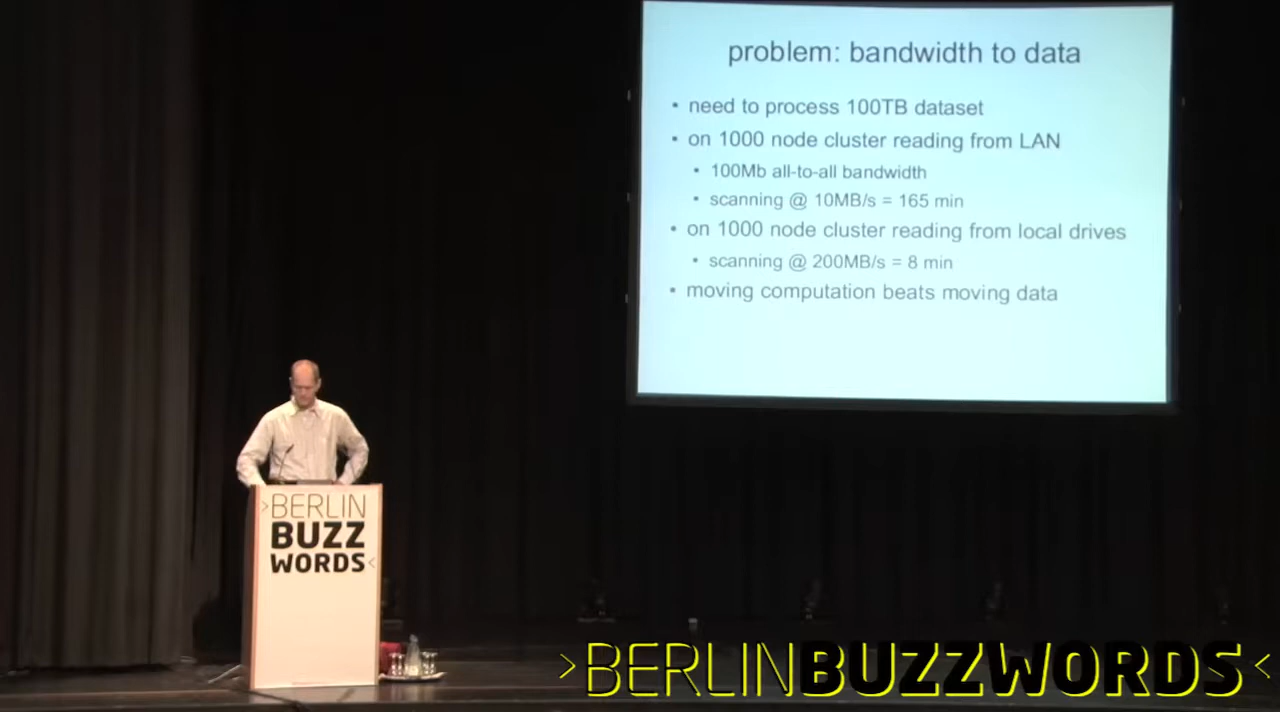 problem: bandwidth to data
• need to process 100TB dataset
• on 1000 node cluster reading from LAN
• 100Mb all-to-all bandwidth
• scanning @ 10MB/s = 165 min
• on 1000 node cluster reading from local drives
• scanning @ 200MB/s = 8 min
• moving computation beats moving data
>BERLIN
BUZZ
WORDS<
>BERLINBUZZWORDS<